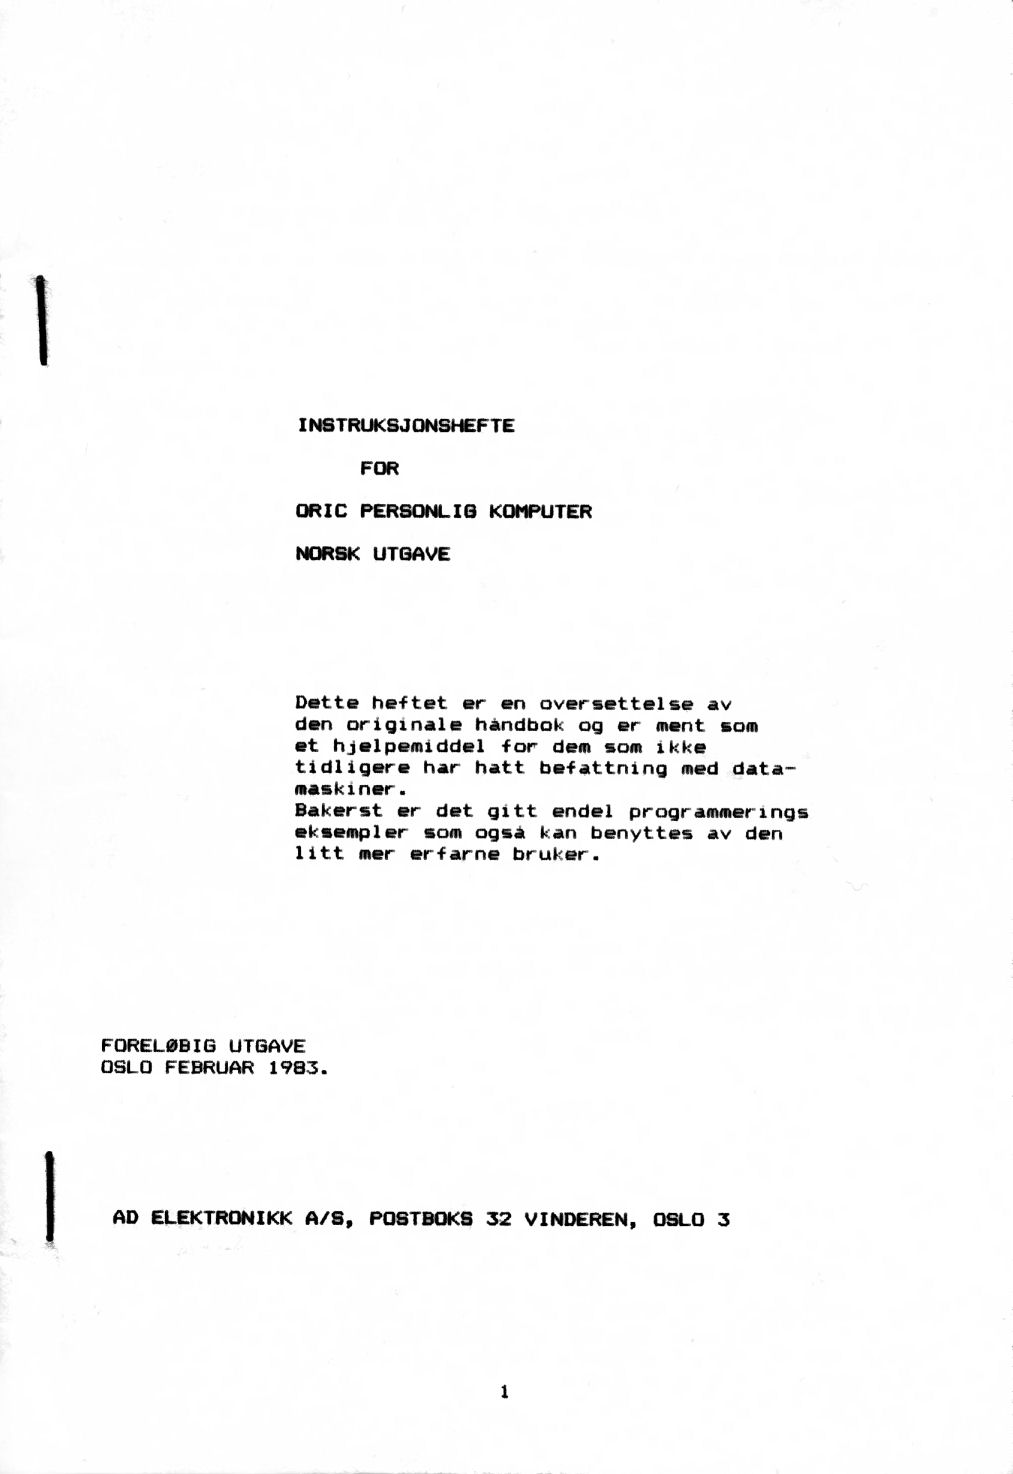 INSTRUKSJONSHEFTE
FOR
ORIC PERSONLIG KOMPUTER
NORSK UTGAVE
Dette heftet er en oversettelse av
den originale håndbok og er ment som
et hjelpemiddel for dem som ikke
tidligere har hatt befattning med data-
maskiner.
Bakerst er det gitt endel programmerings
eksempler som også kan benyttes av den
litt mer erfarne bruker.
FORELØBIG UTGAVE
OSLO FEBRUAR 1983.
AD ELEKTRONIKK A/S, POSTBOKS 32 VINDEREN, OSLO 3
1